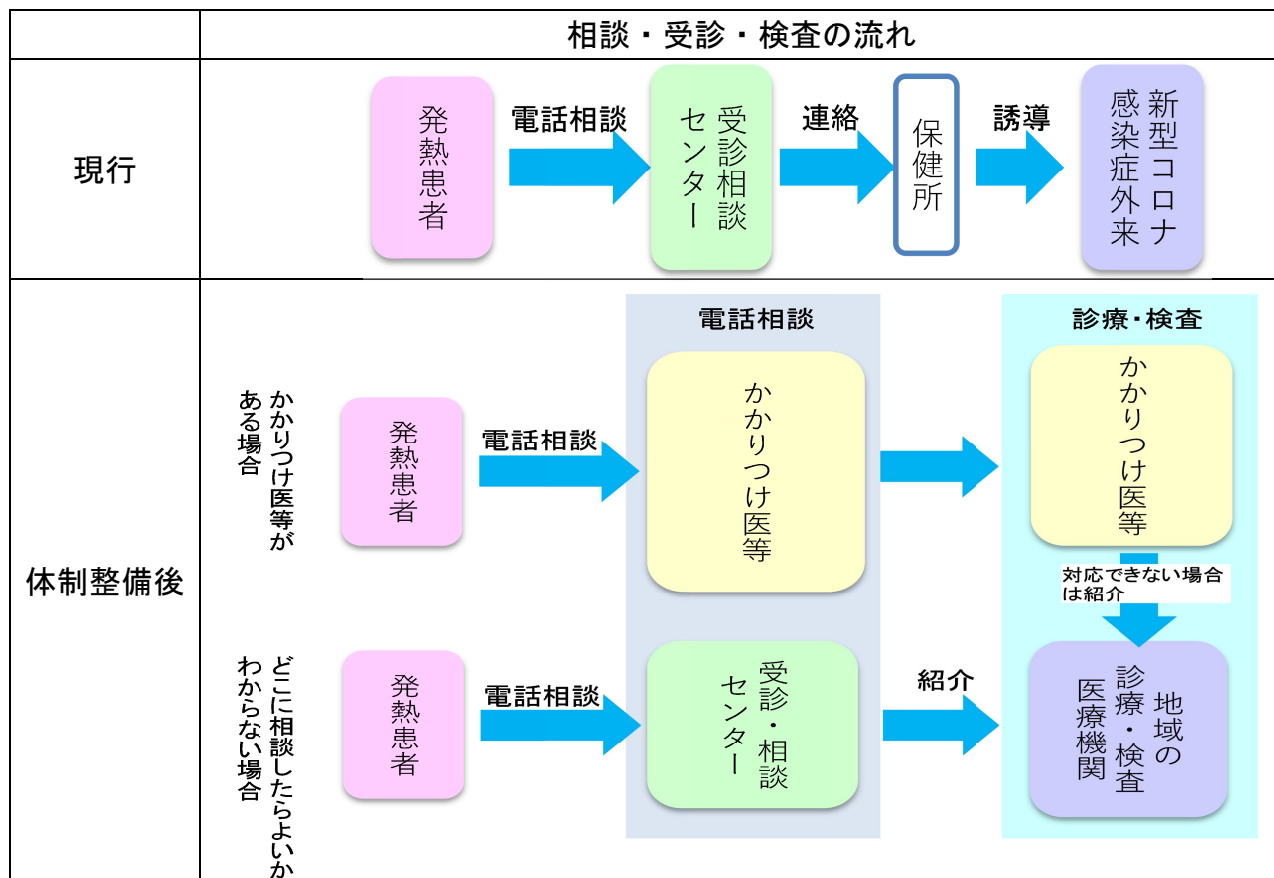 相談・受診・検査の流れ
現行
発熱患者
電話相談
受診相談
センター
連絡
保健所
誘導
新型コロナ
感染症外来
体制整備後
かかりつけ医等が
ある場合
発熱患者
電話相談
電話相談
かかりつけ医等
診療・検査
かかりつけ医等
対応できない場合
は紹介
どこに相談したらよいか
わからない場合
発熱患者
電話相談
受診・相談
センター
紹介
地域の
診療・検査
医療機関